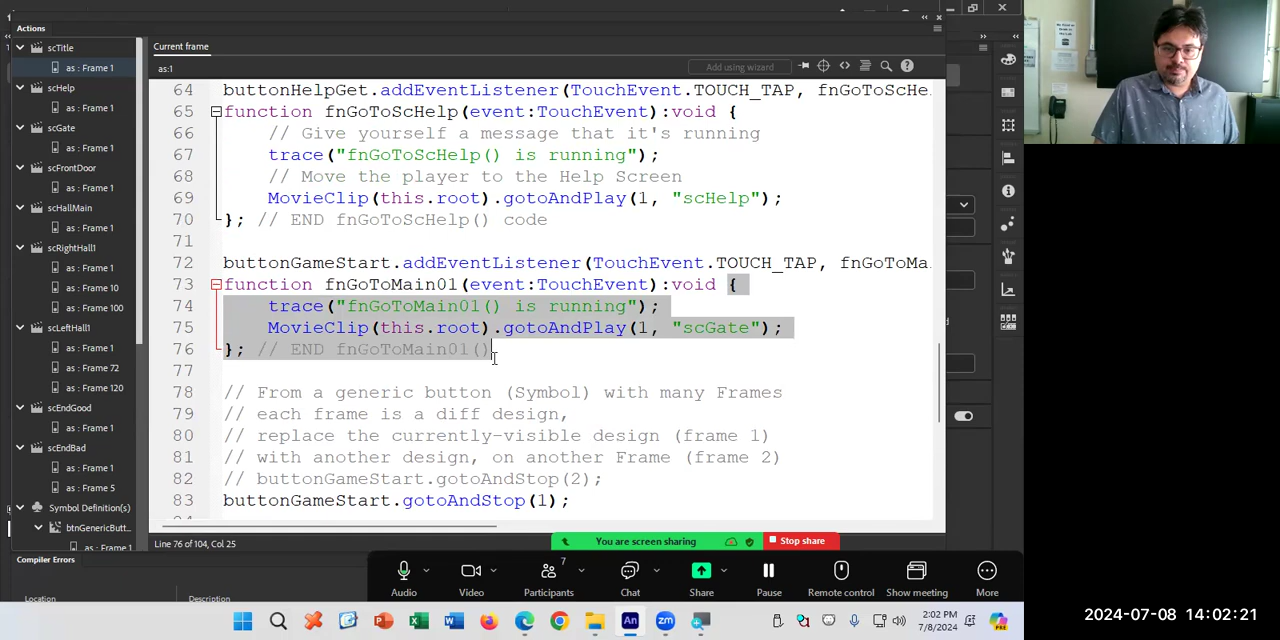 Actions
scTitle
as : Frame 1
scHelp
as : Frame 1
scGate
as : Frame 1
scFrontDoor
as : Frame 1
scHallMain
as : Frame 1
scRightHall1
as : Frame 1
as : Frame 10
as : Frame 100
scLeftHall1
as : Frame 1
as : Frame 72
as : Frame 120
scEndGood
as : Frame 1
scEndBad
as : Frame 1
as : Frame 5
Symbol Definition(s)
btnGenericButt...
as : Frame 1
Current frame
as:1
Add using wizard
64 buttonHelpGet.addEventListener(TouchEvent.TOUCH_TAP, fnGoToScHe
65 function fnGoToScHelp(event:TouchEvent):void {
66 // Give yourself a message that it's running
67 trace("fnGoToScHelp() is running");
68 // Move the player to the Help Screen
69 MovieClip(this.root).gotoAndPlay(1, "scHelp");
70 }; // END fnGoToScHelp() code
71
72 buttonGameStart.addEventListener(TouchEvent.TOUCH_TAP, fnGoToMa
73 function fnGoToMain01(event:TouchEvent):void {
74 trace("fnGoToMain01() is running");
75 MovieClip(this.root).gotoAndPlay(1, "scGate");
76 }; // END fnGoToMain01()
77
78 // From a generic button (Symbol) with many Frames
79 // each frame is a diff design,
80 // replace the currently-visible design (frame 1)
81 // with another design, on another Frame (frame 2)
82 // buttonGameStart.gotoAndStop(2);
83 buttonGameStart.gotoAndStop(1);
Line 76 of 104, Col 25
Compiler Errors
Location
Description
You are screen sharing
Stop share
7
Audio
Video
Participants
Chat
Share
Pause
Remote control
Show meeting
More
2:02 PM
7/8/2024
2024-07-08 14:02:21